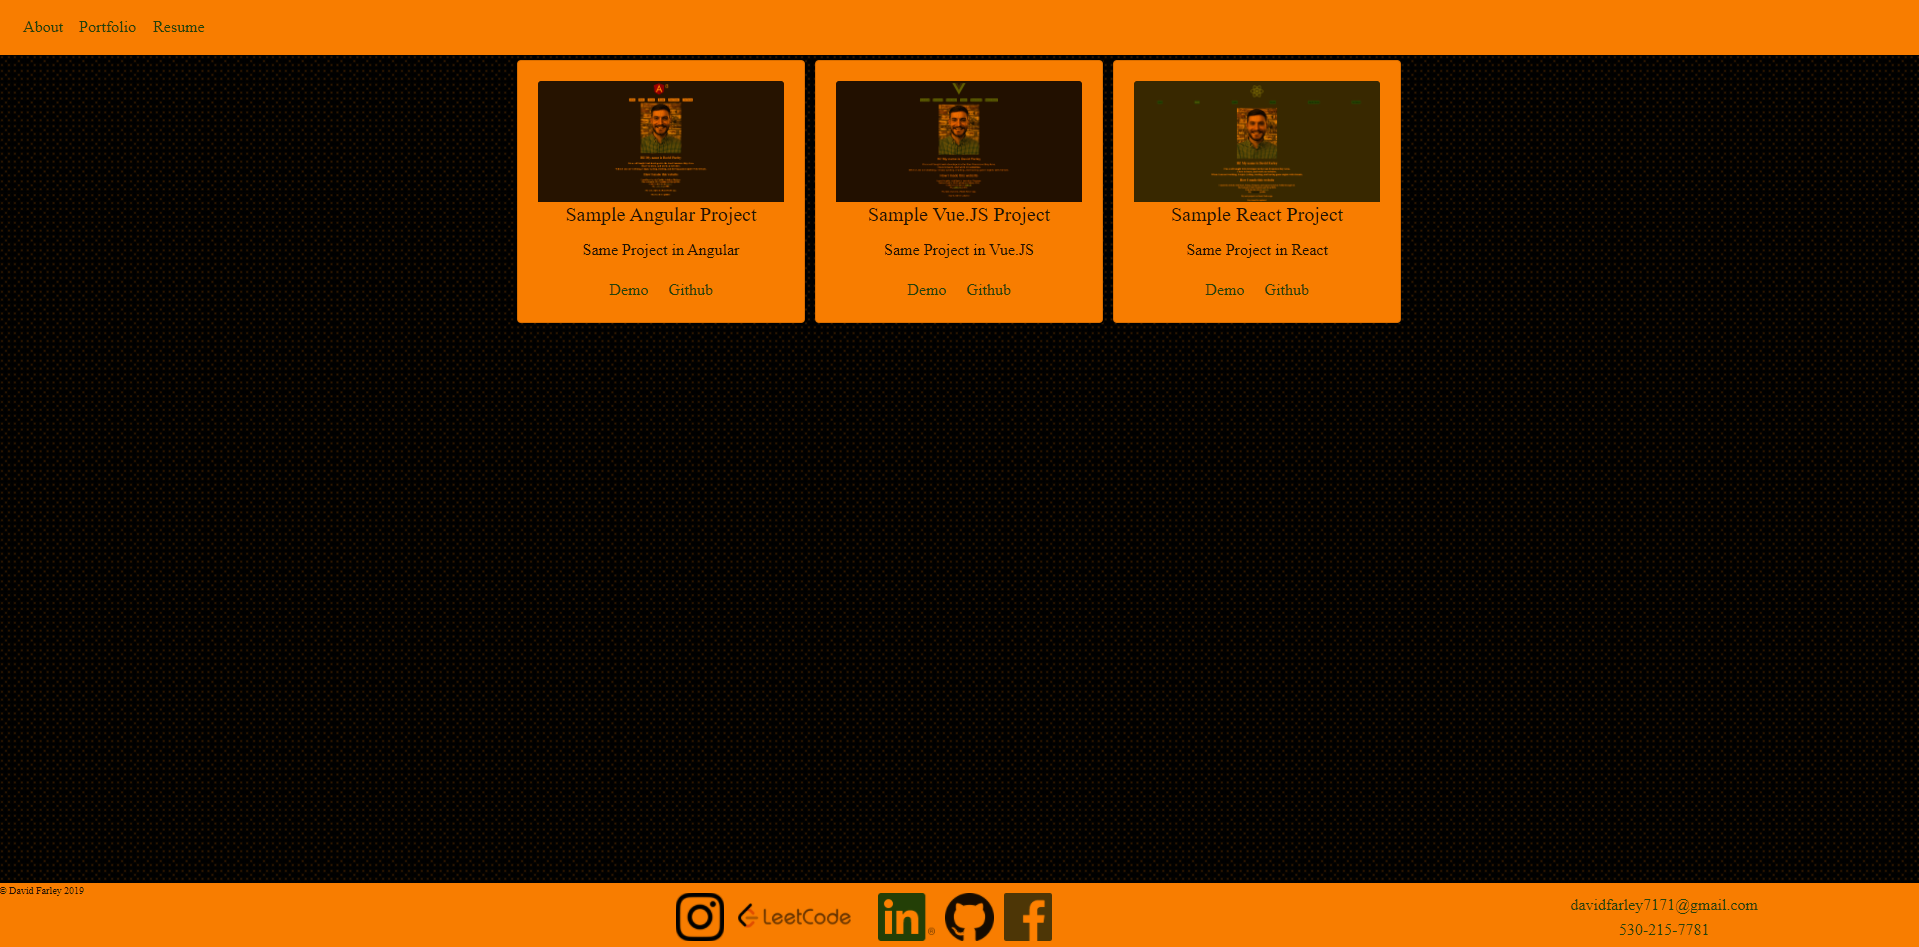 About Portfolio Resume
Sample Angular Project
Same Project in Angular
Demo Github
Sample Vue.JS Project
Same Project in Vue.JS
Demo Github
Sample React Project
Same Project in React
Demo Github
© David Farley 2019
LeetCode
in
davidfarley7171@gmail.com
530-215-7781